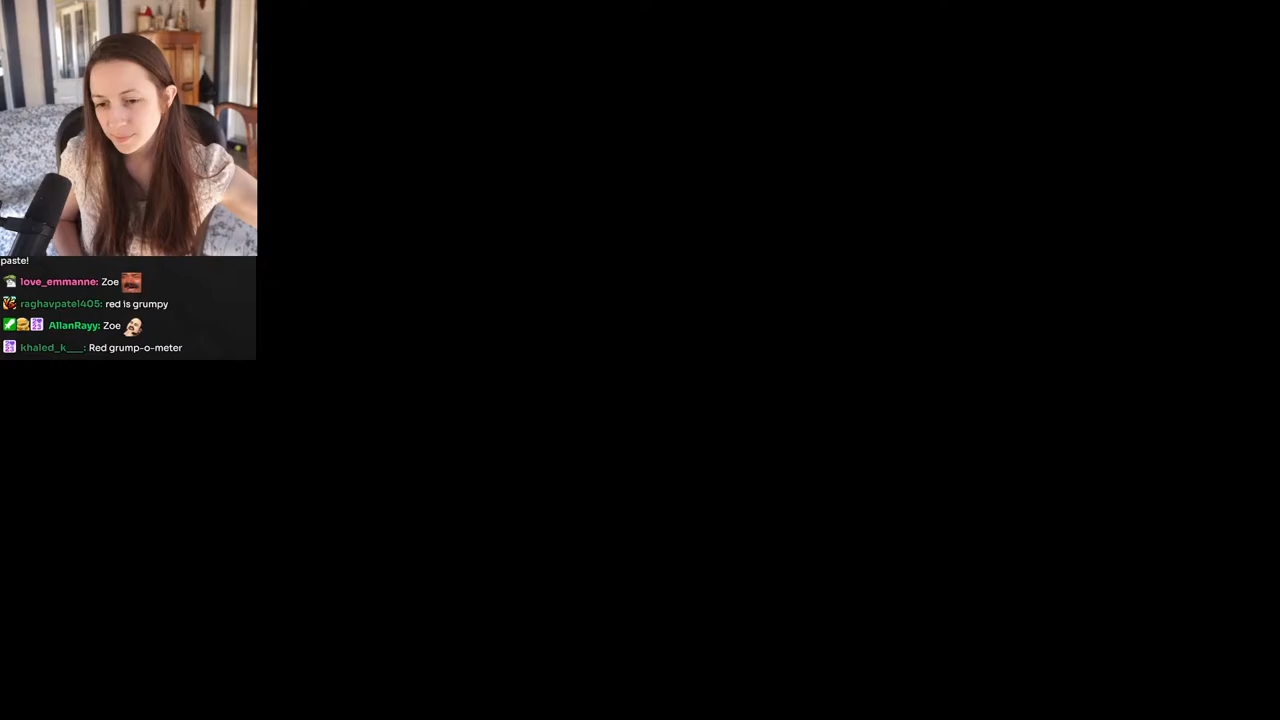 paste!
love_emmanne: Zoe
raghavpatel405: red is grumpy
AllanRayy: Zoe
khaled_k___: Red grump-o-meter